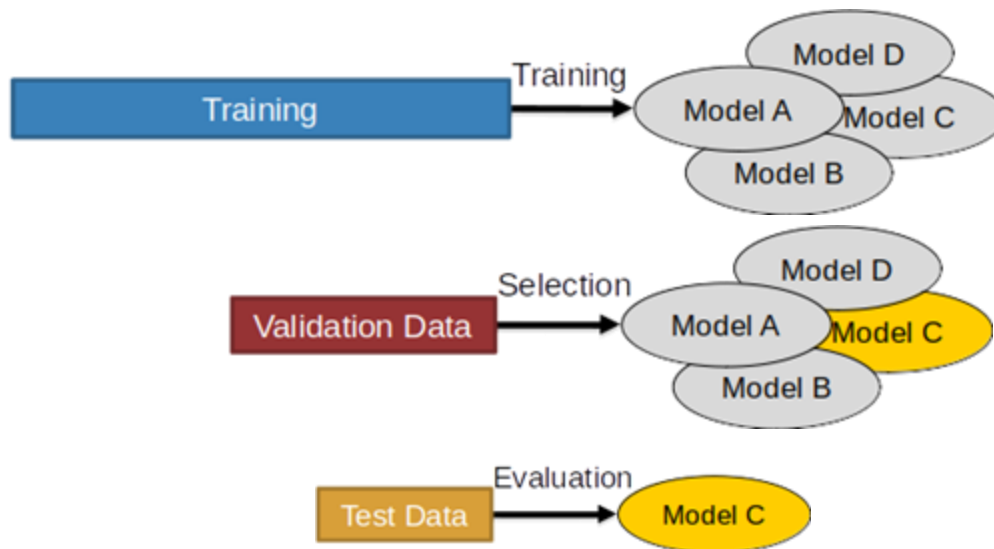 Training
Training
Model D
Model A
Model C
Model B
Validation Data
Selection
Model D
Model A
Model C
Model B
Test Data
Evaluation
Model C